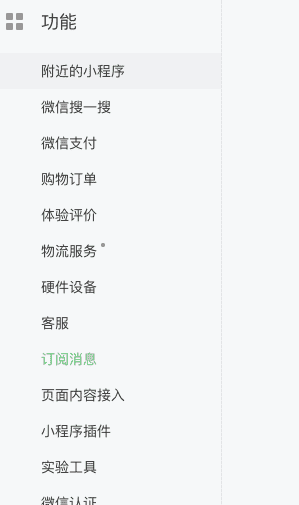 功能
附近的小程序
微信搜一搜
微信支付
购物订单
体验评价
物流服务
硬件设备
客服
订阅消息
页面内容接入
小程序插件
实验工具
微信认证